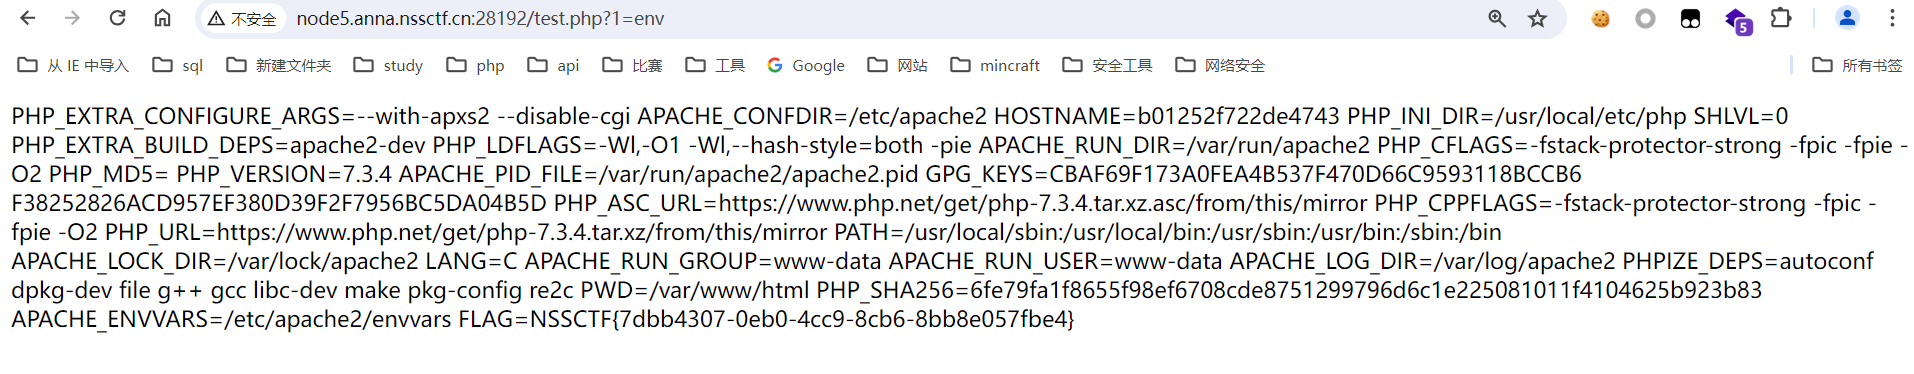 不安全 node5.anna.nssctf.cn:28192/test.php?1=env
5
从 IE 中导入 sql 新建文件夹 study php api 比赛 工具 Google 网站 mincraft 安全工具 网络安全 所有书签
PHP_EXTRA_CONFIGURE_ARGS=--with-apxs2 --disable-cgi APACHE_CONFDIR=/etc/apache2 HOSTNAME=b01252f722de4743 PHP_INI_DIR=/usr/local/etc/php SHLVL=0
PHP_EXTRA_BUILD_DEPS=apache2-dev PHP_LDFLAGS=-Wl,-O1 -Wl,--hash-style=both -pie APACHE_RUN_DIR=/var/run/apache2 PHP_CFLAGS=-fstack-protector-strong -fpic -fpie -
O2 PHP_MD5= PHP_VERSION=7.3.4 APACHE_PID_FILE=/var/run/apache2/apache2.pid GPG_KEYS=CBAF69F173A0FEA4B537F470D66C9593118BCCB6
F38252826ACD957EF380D39F2F7956BC5DA04B5D PHP_ASC_URL=https://www.php.net/get/php-7.3.4.tar.xz.asc/from/this/mirror PHP_CPPFLAGS=-fstack-protector-strong -fpic -
fpie -O2 PHP_URL=https://www.php.net/get/php-7.3.4.tar.xz/from/this/mirror PATH=/usr/local/sbin:/usr/local/bin:/usr/sbin:/usr/bin:/sbin:/bin
APACHE_LOCK_DIR=/var/lock/apache2 LANG=C APACHE_RUN_GROUP=www-data APACHE_RUN_USER=www-data APACHE_LOG_DIR=/var/log/apache2 PHPIZE_DEPS=autoconf
dpkg-dev file g++ gcc libc-dev make pkg-config re2c PWD=/var/www/html PHP_SHA256=6fe79fa1f8655f98ef6708cde8751299796d6c1e225081011f4104625b923b83
APACHE_ENVVARS=/etc/apache2/envvars FLAG=NSSCTF{7dbb4307-0eb0-4cc9-8cb6-8bb8e057fbe4}